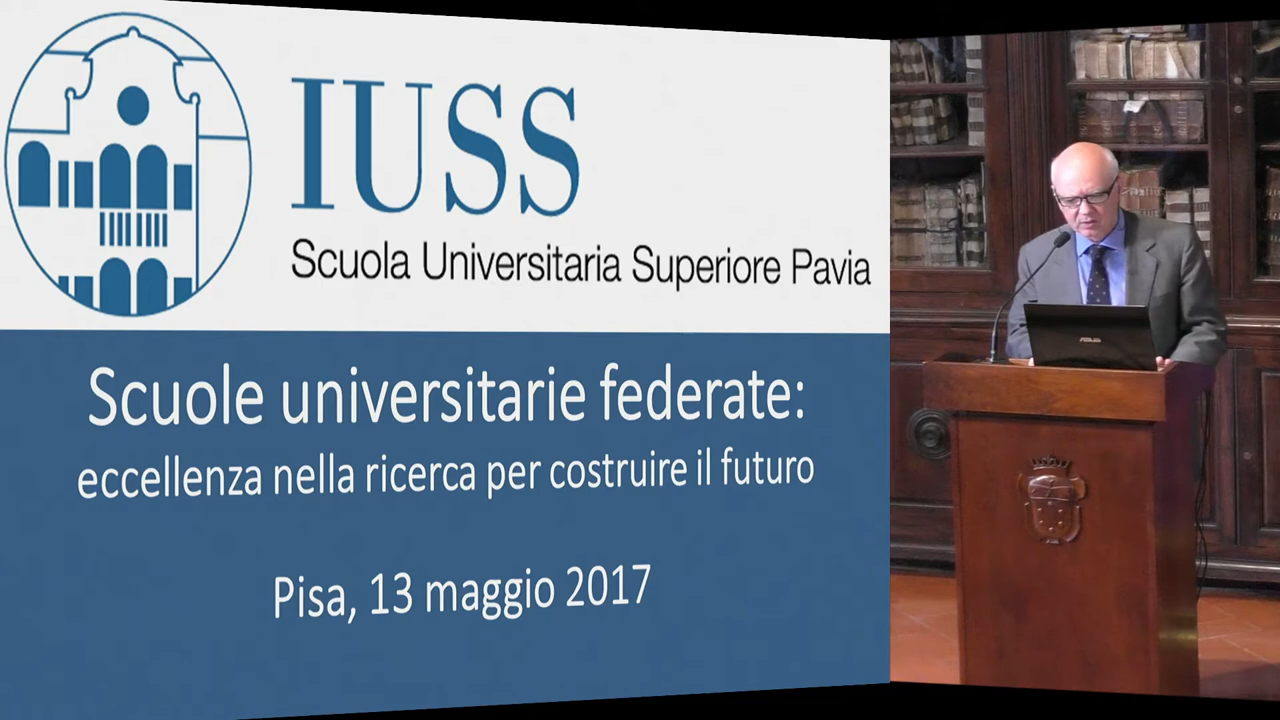 IUSS
Scuola Universitaria Superiore Pavia
Scuole universitarie federate:
eccellenza nella ricerca per costruire il futuro
Pisa, 13 maggio 2017
ASUS